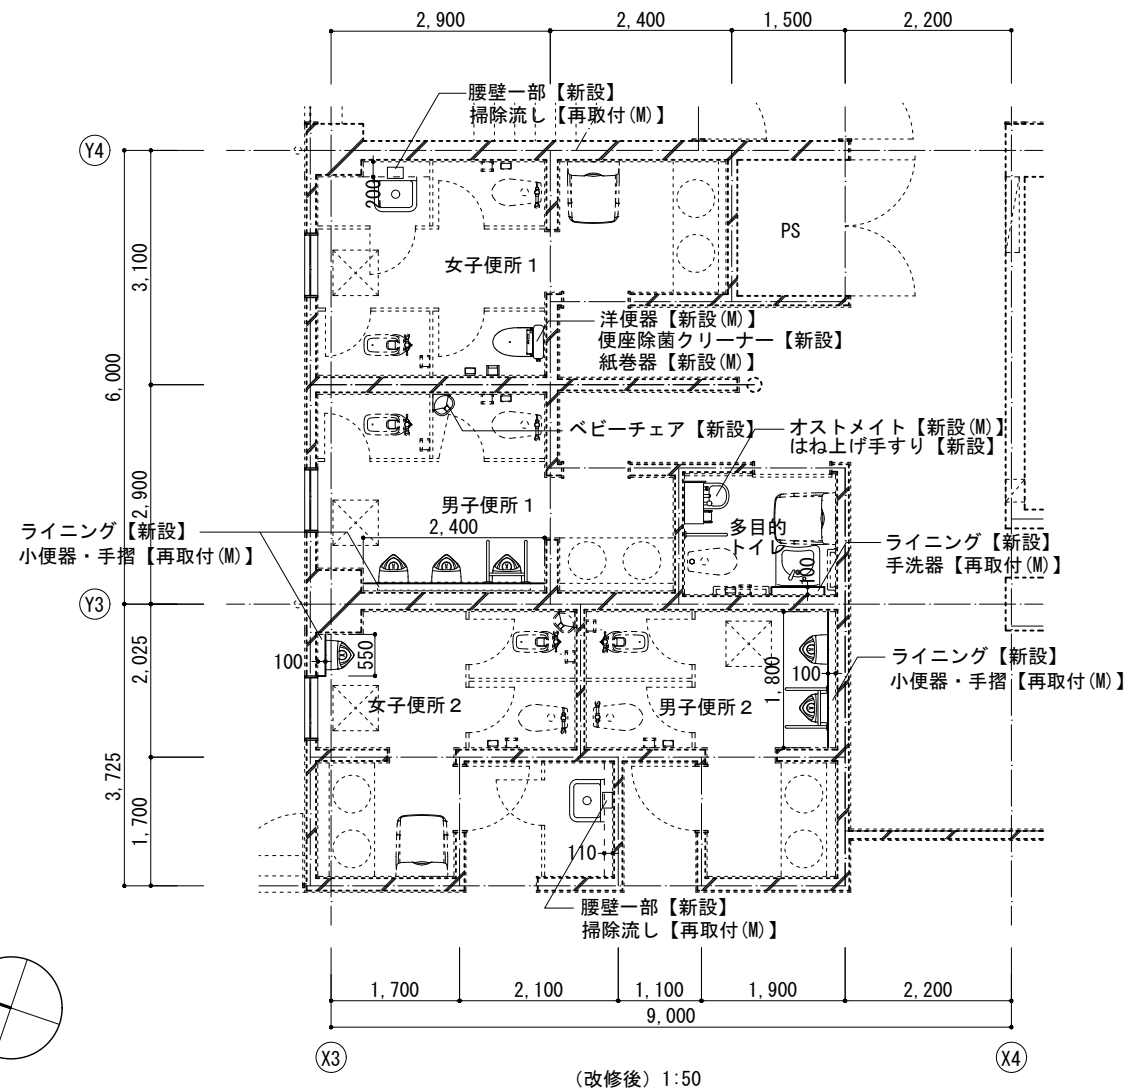 2,900
2,400
1,500
2,200
腰壁一部【新設】
掃除流し【再取付(M)】
Y4
200
PS
3,100
女子便所1
洋便器【新設(M)】
便座除菌クリーナー【新設】
紙巻器【新設(M)】
6,000
ベビーチェア【新設】
オストメイト【新設(M)】
はね上げ手すり【新設】
2,900
男子便所1
2,400
多目的
トイレ
ライニング【新設】
小便器・手摺【再取付(M)】
ライニング【新設】
手洗器【再取付(M)】
Y3
100
550
2,025
1,800
100
ライニング【新設】
小便器・手摺【再取付(M)】
女子便所2
男子便所2
3,725
1,700
110
腰壁一部【新設】
掃除流し【再取付(M)】
1,700
2,100
1,100
1,900
2,200
9,000
X3
X4
(改修後) 1:50